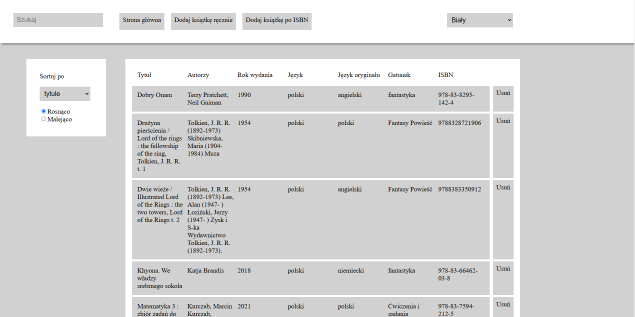 Szukaj
Strona główna
Dodaj książkę ręcznie
Dodaj książkę po ISBN
Biały
Sortuj po
tytule
Rosnąco
Malejąco
Tytuł Autorzy Rok wydania Język Język oryginału Gatunek ISBN
Dobry Omen
Terry Pratchett,
Neil Gaiman
1990
polski
angielski
fantastyka
978-83-8295-
142-4
Usuń
Drużyna
pierścienia /
Lord of the rings
: the fellowship
of the ring,
Tolkien, J. R. R.
t. 1
Tolkien, J. R. R.
(1892-1973)
Skibniewska,
Maria (1904-
1984) Muza
1954
polski
polski
Fantasy Powieść
9788328721906
Usuń
Dwie wieże /
Illustrated Lord
of the Rings : the
two towers, Lord
of the Rings t. 2
Tolkien, J. R. R.
(1892-1973) Lee,
Alan (1947- )
Łoziński, Jerzy
(1947- ) Zysk i
S-ka
Wydawnictwo
Tolkien, J. R. R.
(1892-1973).
1954
polski
angielski
Fantasy Powieść
9788383350912
Usuń
Khyona. We
władzy
srebrnego sokoła
Katja Brandis
2018
polski
niemiecki
fantastyka
978-83-66462-
03-8
Usuń
Matematyka 3 :
zbiór zadań do
Kurczab, Marcin
Kurczab,
2021
polski
polski
Ćwiczenia i
zadania
978-83-7594-
212-5
Usuń